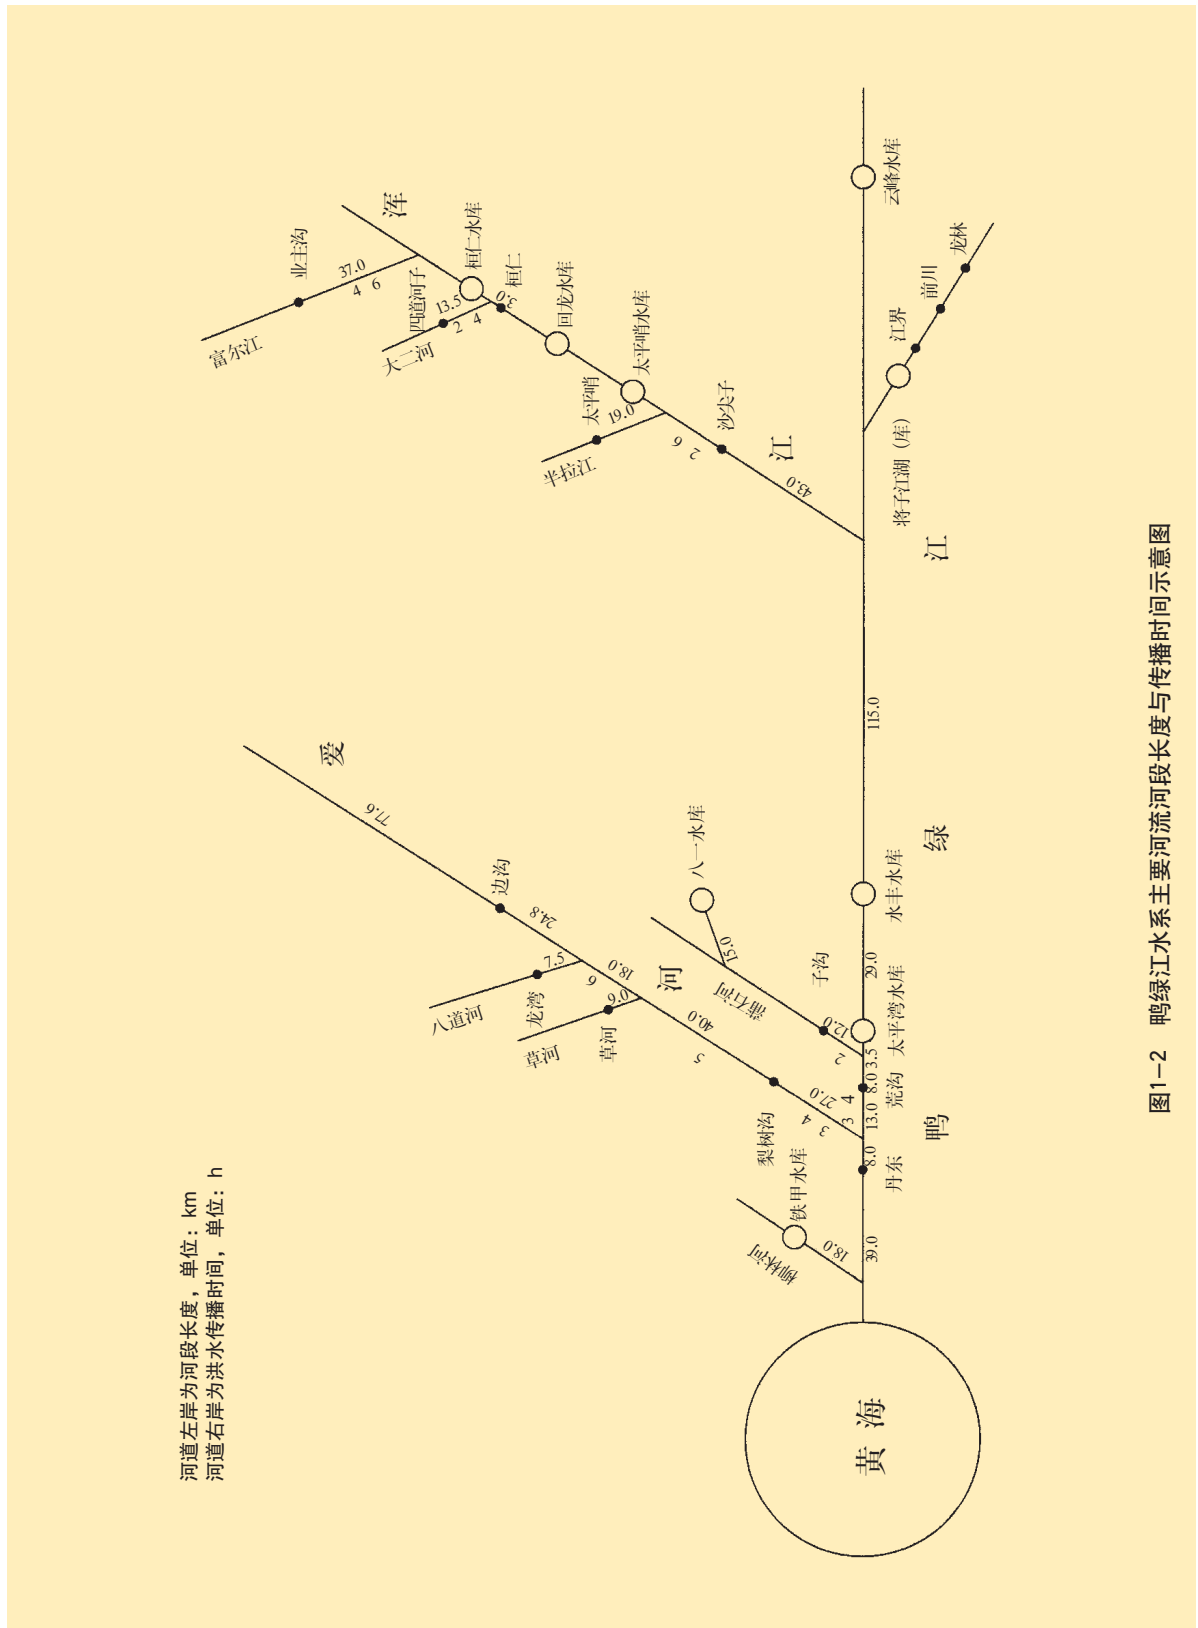 河道左岸为河段长度，单位：km
河道右岸为洪水传播时间，单位：h
富尔江
业主沟
37.0
4 6
浑
大二河
四道河子
13.5
2 4
桓仁水库
桓仁
3.0
回龙水库
太平哨水库
半拉江
太平哨
19.0
2 6
沙尖子
43.0
江
云峰水库
龙林
前川
江界
将子江湖（库）
爱
77.6
边沟
24.8
八道河
龙湾
7.5
6
18.0
草河
草河
9.0
河
40.0
5
梨树沟
27.0
3 4
八一水库
15.0
蒲石河
子沟
12.0
2
江
115.0
绿
水丰水库
29.0
太平湾水库
3.5
荒沟
8.0
13.0
3 4
鸭
8.0
丹东
铁甲水库
柳林河
18.0
39.0
黄海
图1-2 鸭绿江水系主要河流河段长度与传播时间示意图